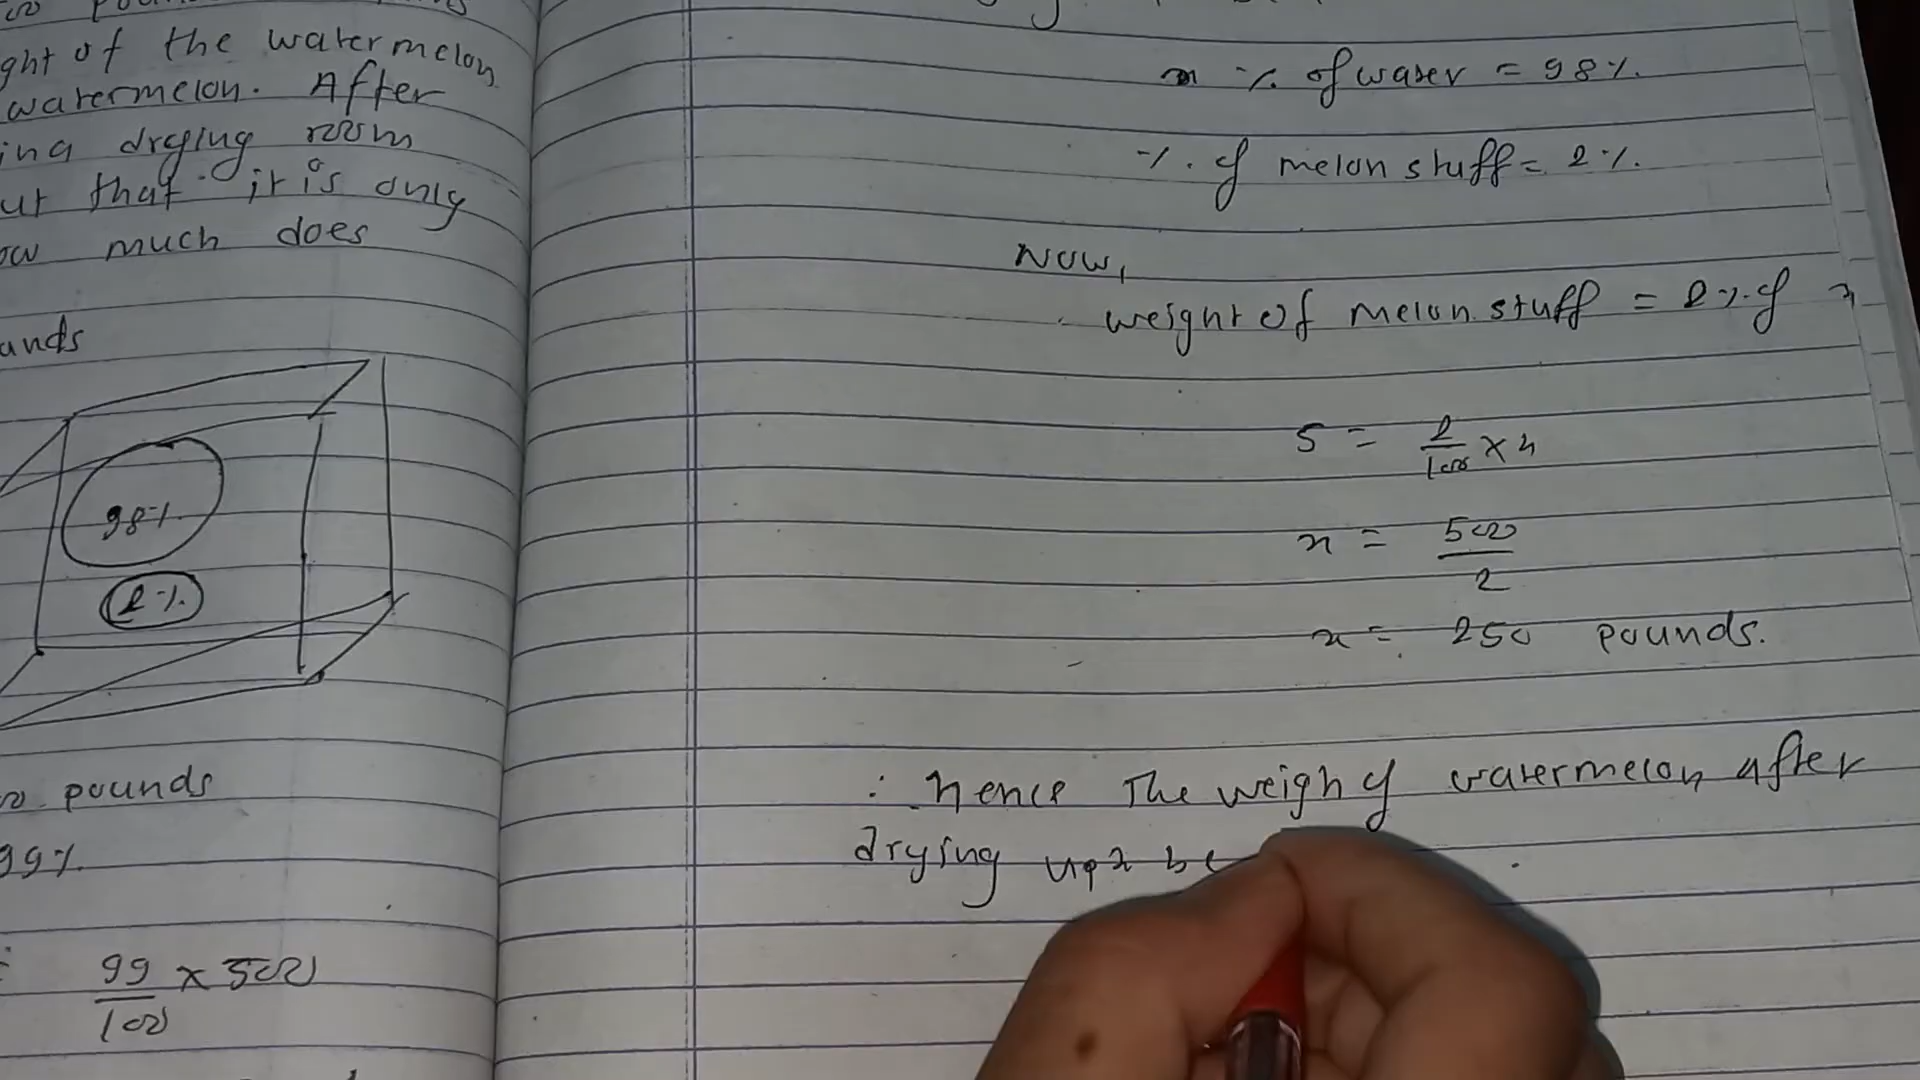 ght of the watermelon
watermelon. After
ing drying room
ut that it is only
ow much does
unds
98%
2%
pounds
99%
99/100 × 500
% of water = 98%.
%. of melon stuff = 2%.
Now,
weight of melon stuff = 2%. of x
5 = 2/100 × x
x = 500/2
x = 250 pounds.
: hence The weigh of watermelon after
drying up be